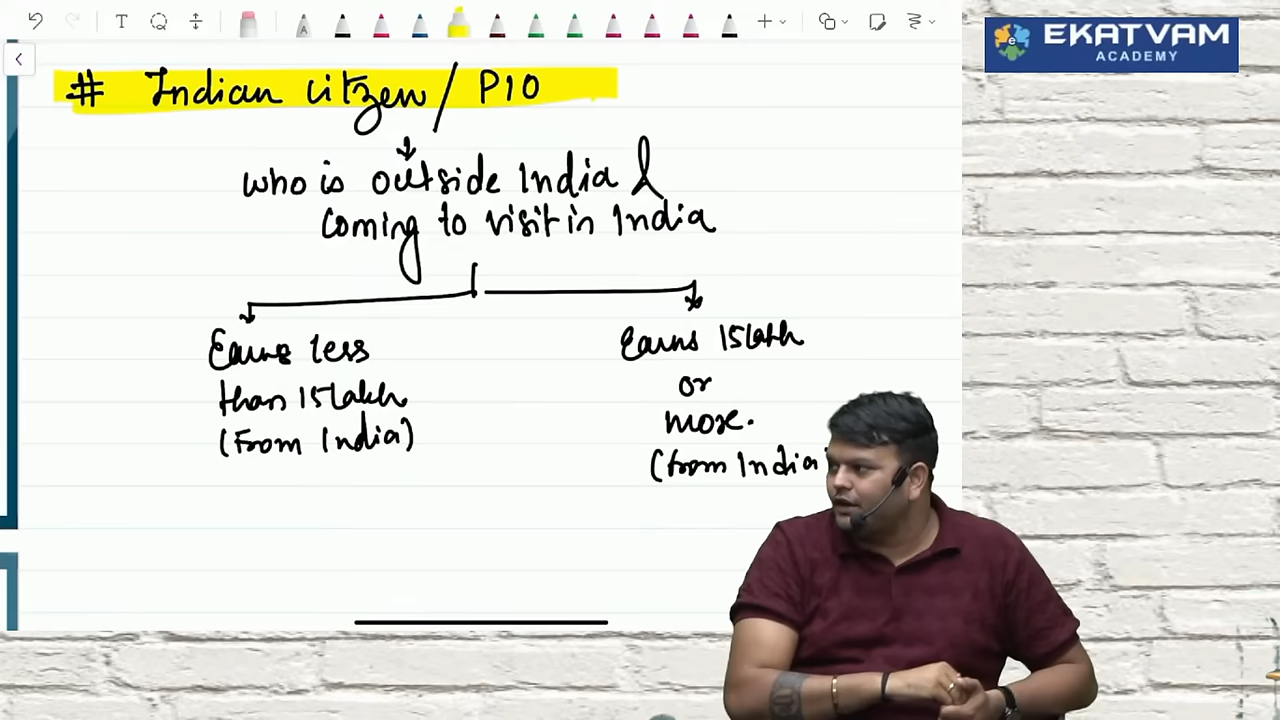 EKATVAM
ACADEMY
# Indian Citzen / PIO
who is outside India &
Coming to visit in India
Earns less
than 15 lakh
(From India)
Earns 15 lakh
or
more.
(from India